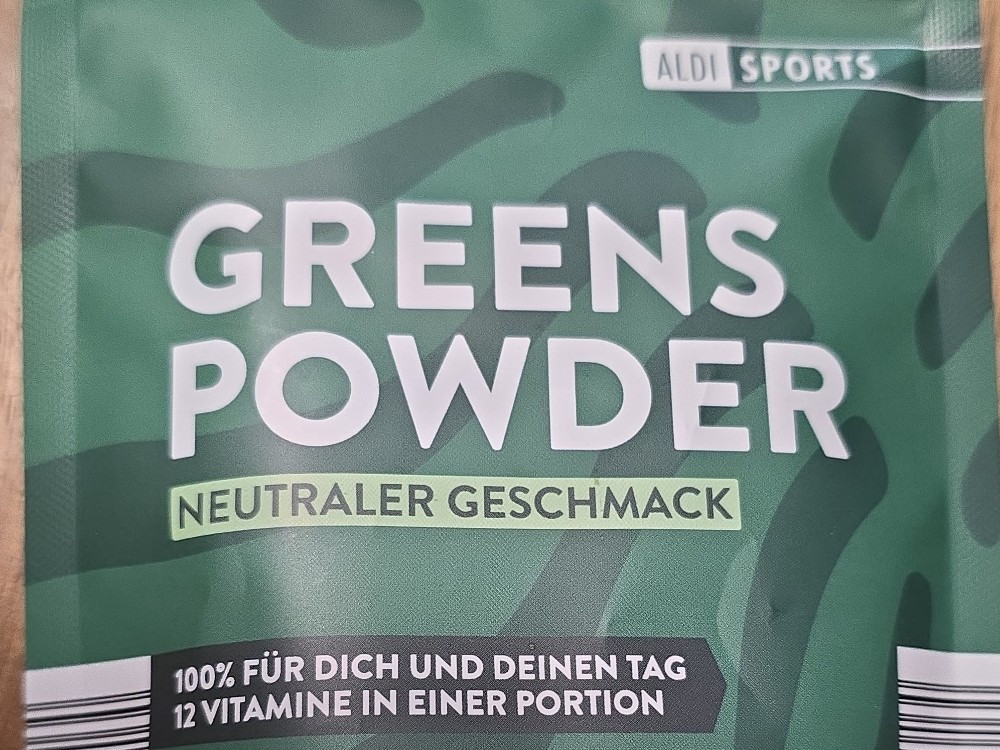 ALDI SPORTS
GREENS
POWDER
NEUTRALER GESCHMACK
100% FÜR DICH UND DEINEN TAG
12 VITAMINE IN EINER PORTION